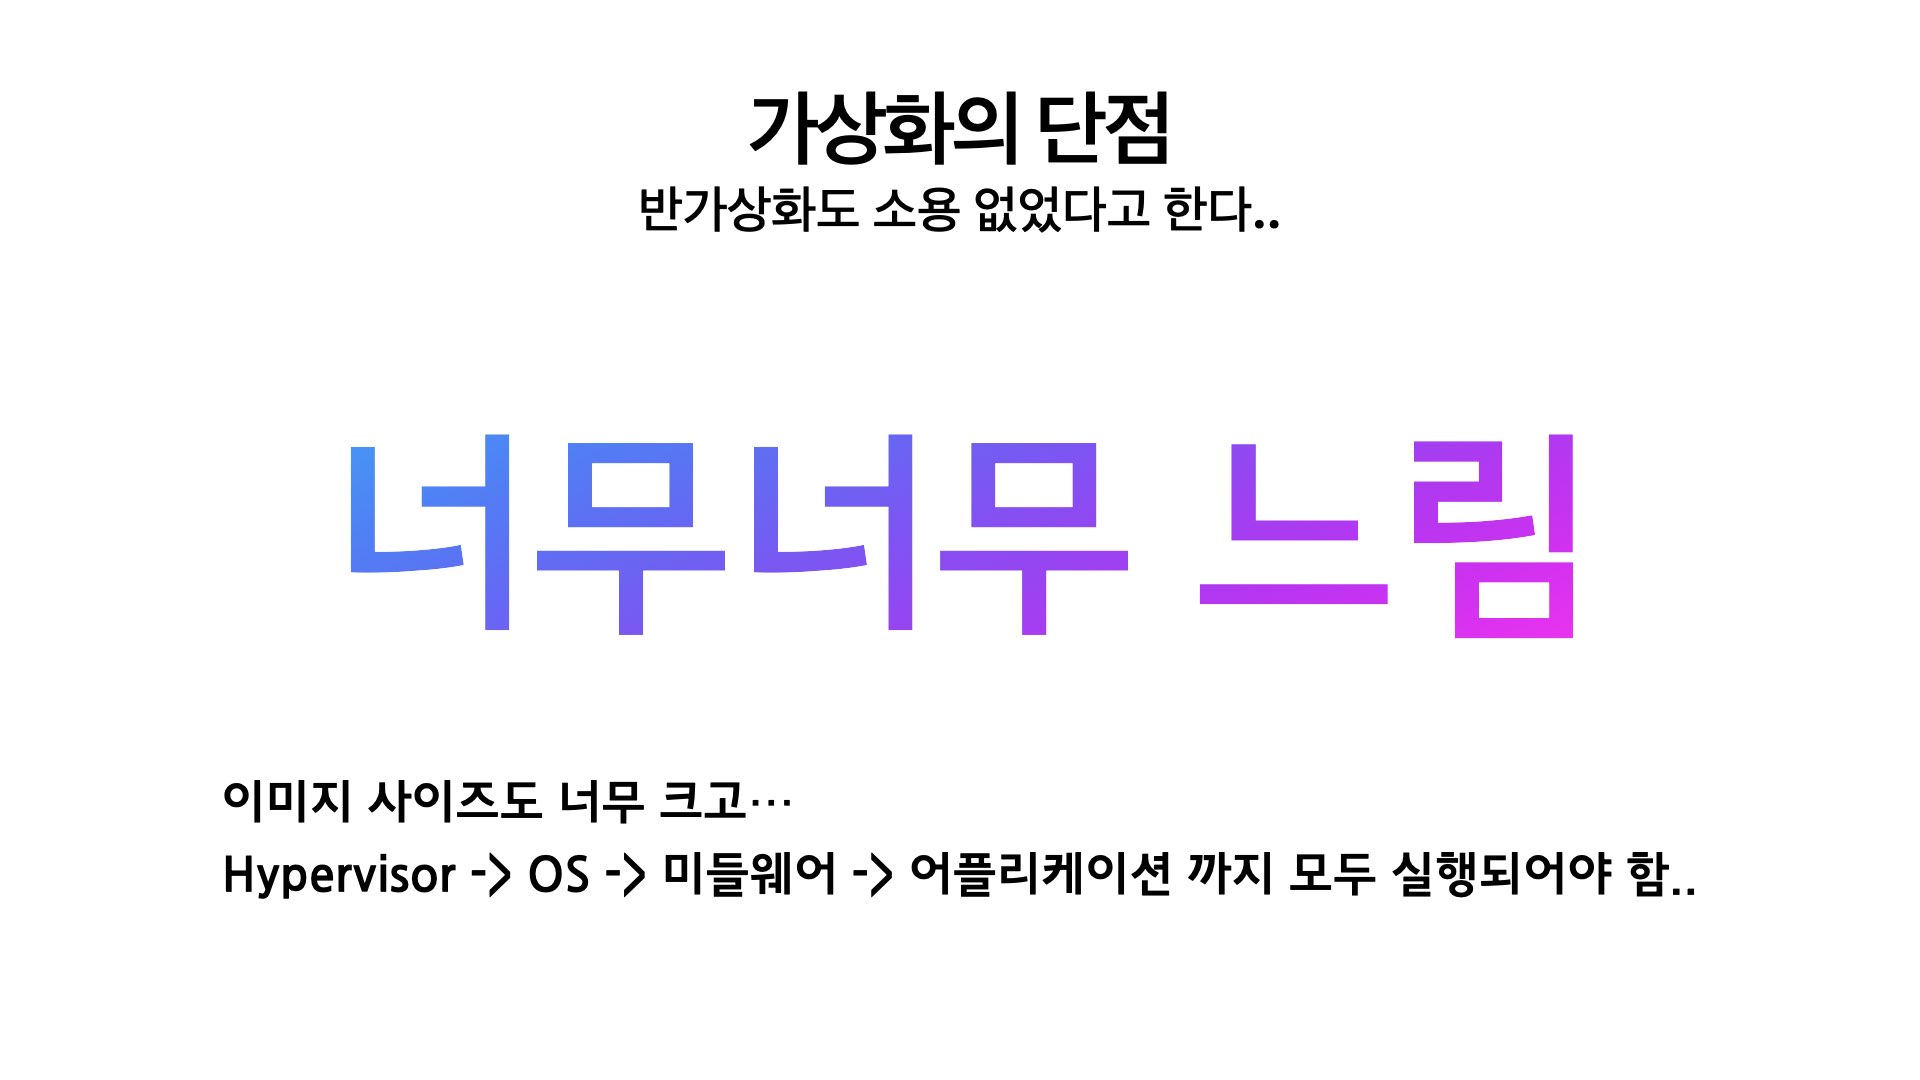 가상화의 단점
반가상화도 소용 없었다고 한다..
너무너무 느림
이미지 사이즈도 너무 크고…
Hypervisor -> OS -> 미들웨어 -> 어플리케이션 까지 모두 실행되어야 함..